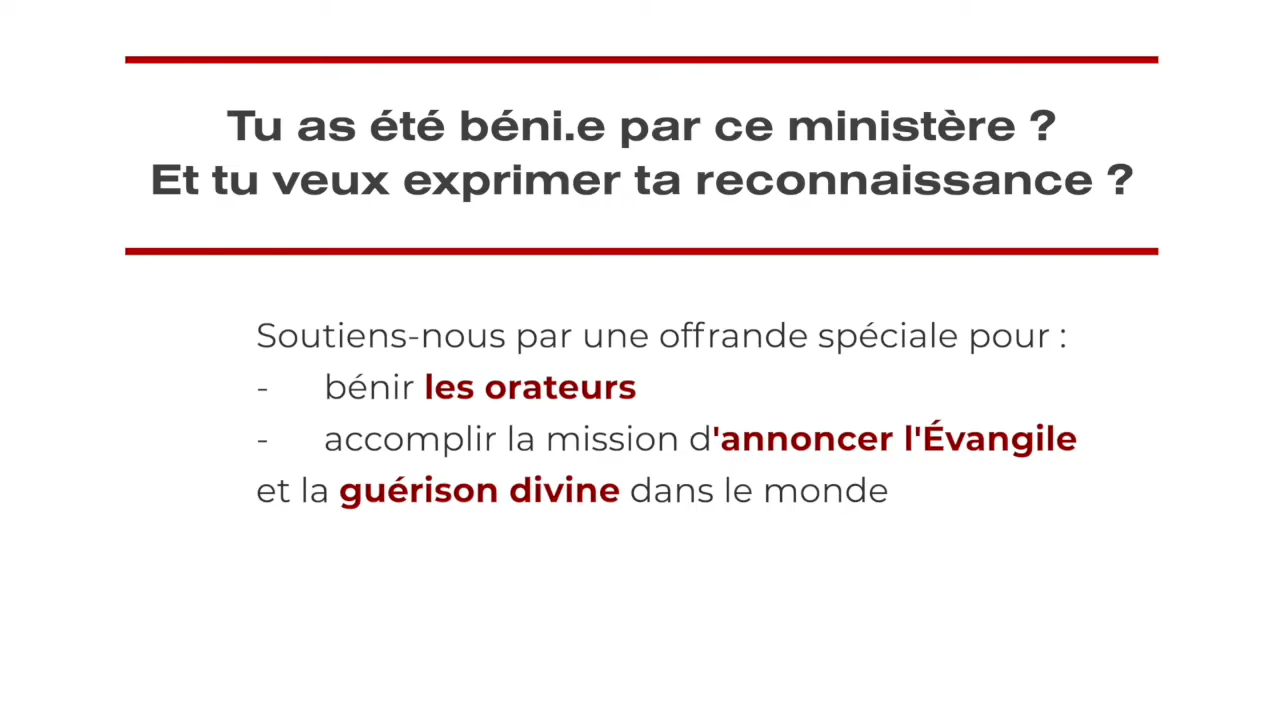 Tu as été béni.e par ce ministère ?
Et tu veux exprimer ta reconnaissance ?
Soutiens-nous par une offrande spéciale pour :
- bénir les orateurs
- accomplir la mission d'annoncer l'Évangile
et la guérison divine dans le monde